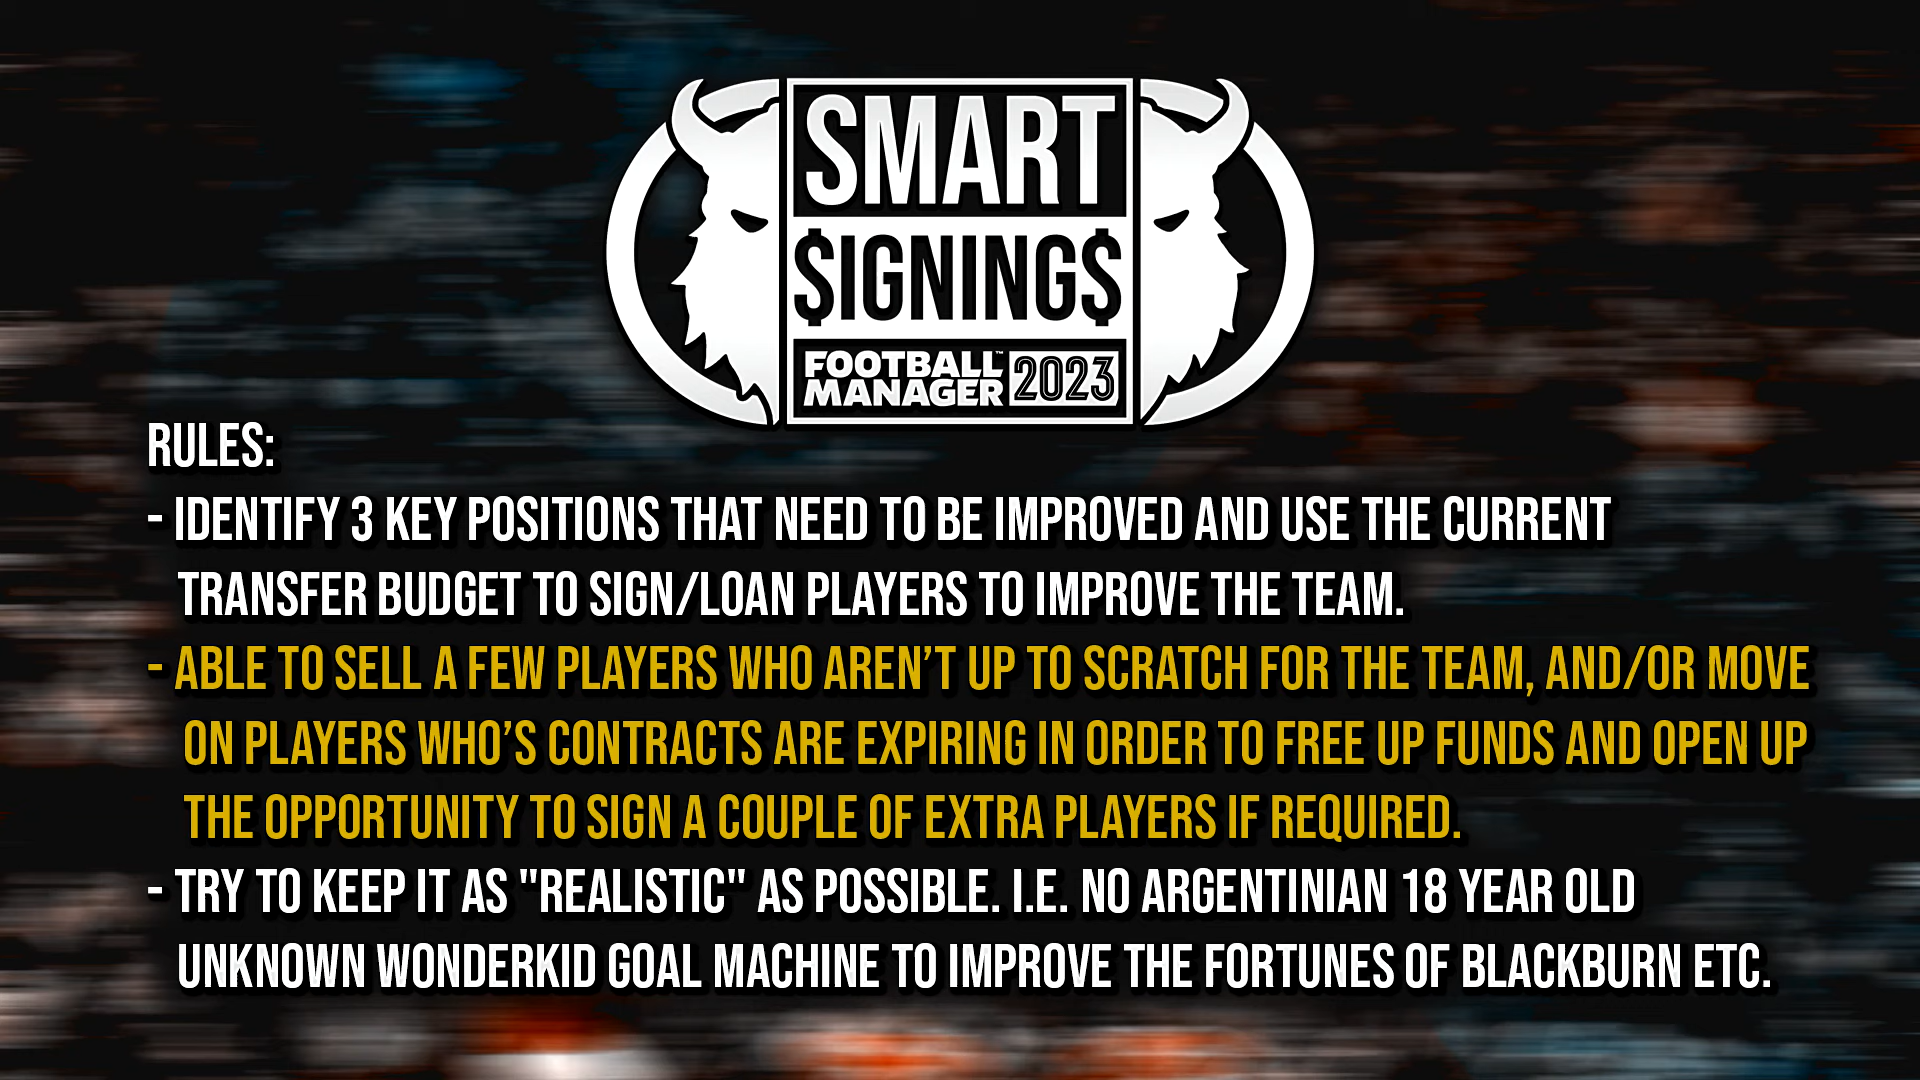 SMART
$IGNING$
FOOTBALL™
MANAGER 2023
RULES:
- IDENTIFY 3 KEY POSITIONS THAT NEED TO BE IMPROVED AND USE THE CURRENT
TRANSFER BUDGET TO SIGN/LOAN PLAYERS TO IMPROVE THE TEAM.
- ABLE TO SELL A FEW PLAYERS WHO AREN’T UP TO SCRATCH FOR THE TEAM, AND/OR MOVE
ON PLAYERS WHO’S CONTRACTS ARE EXPIRING IN ORDER TO FREE UP FUNDS AND OPEN UP
THE OPPORTUNITY TO SIGN A COUPLE OF EXTRA PLAYERS IF REQUIRED.
- TRY TO KEEP IT AS "REALISTIC" AS POSSIBLE. I.E. NO ARGENTINIAN 18 YEAR OLD
UNKNOWN WONDERKID GOAL MACHINE TO IMPROVE THE FORTUNES OF BLACKBURN ETC.